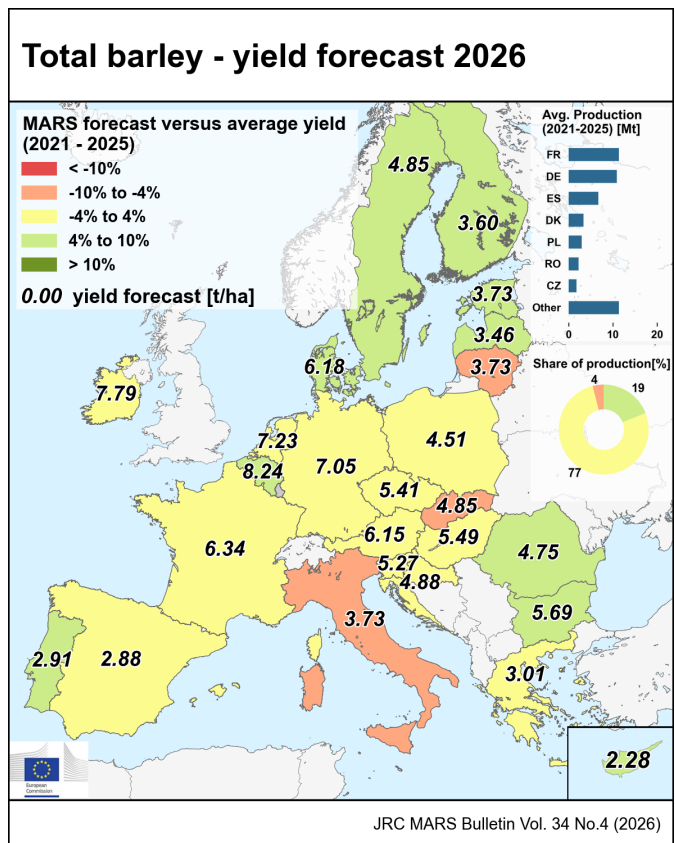 Total barley - yield forecast 2026
MARS forecast versus average yield
(2021 - 2025)
< -10%
-10% to -4%
-4% to 4%
4% to 10%
> 10%
0.00 yield forecast [t/ha]
Avg. Production
(2021-2025) [Mt]
FR
DE
ES
DK
PL
RO
CZ
Other
0 10 20
Share of production[%]
4
19
77
4.85
3.60
3.73
3.46
3.73
6.18
7.79
7.23
8.24
7.05
4.51
5.41
4.85
6.15
5.49
6.34
5.27
4.88
4.75
5.69
3.73
2.91
2.88
3.01
2.28
European
Commission
JRC MARS Bulletin Vol. 34 No.4 (2026)